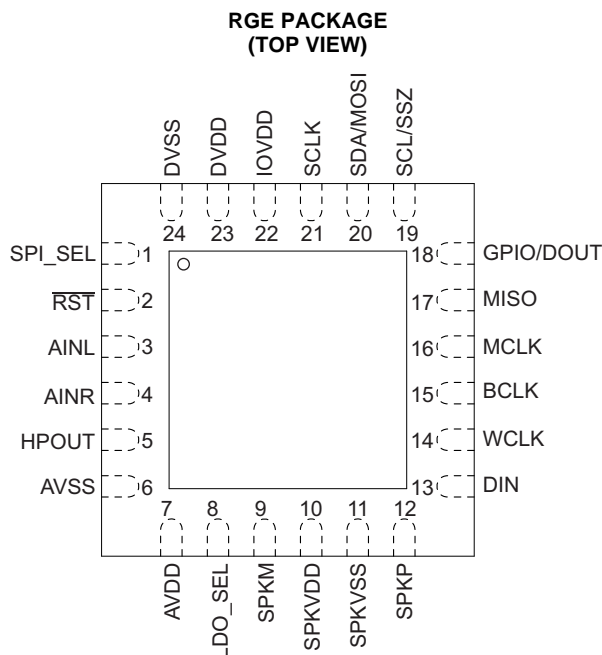 RGE PACKAGE
(TOP VIEW)
DVSS
DVDD
IOVDD
SCLK
SDA/MOSI
SCL/SSZ
24 23 22 21 20 19
SPI_SEL 1
RST 2
AINL 3
AINR 4
HPOUT 5
AVSS 6
18 GPIO/DOUT
17 MISO
16 MCLK
15 BCLK
14 WCLK
13 DIN
7 8 9 10 11 12
AVDD
LDO_SEL
SPKM
SPKVDD
SPKVSS
SPKP